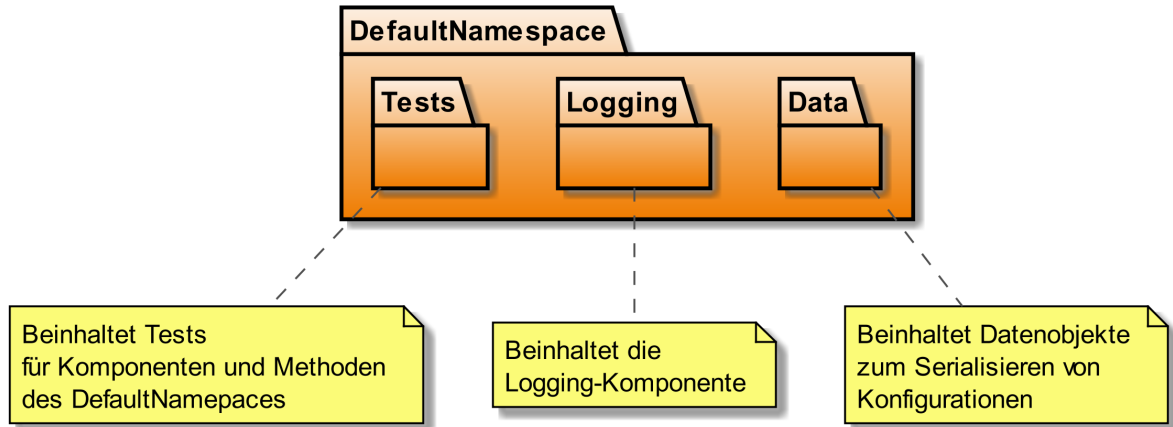 DefaultNamespace
Tests
Logging
Data
Beinhaltet Tests
für Komponenten und Methoden
des DefaultNamepaces
Beinhaltet die
Logging-Komponente
Beinhaltet Datenobjekte
zum Serialisieren von
Konfigurationen